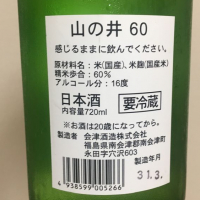 山の井 60
感じるままに飲んでください。
原材料名：米(国産)、米麹(国産米)
精米歩合：60%
アルコール分：16度
日本酒 要冷蔵
内容量720ml
※お酒は20歳になってから。
製造者 会津酒造株式会社
福島県南会津郡南会津町
永田字穴沢603
製造年月
31.3.
4938599005266